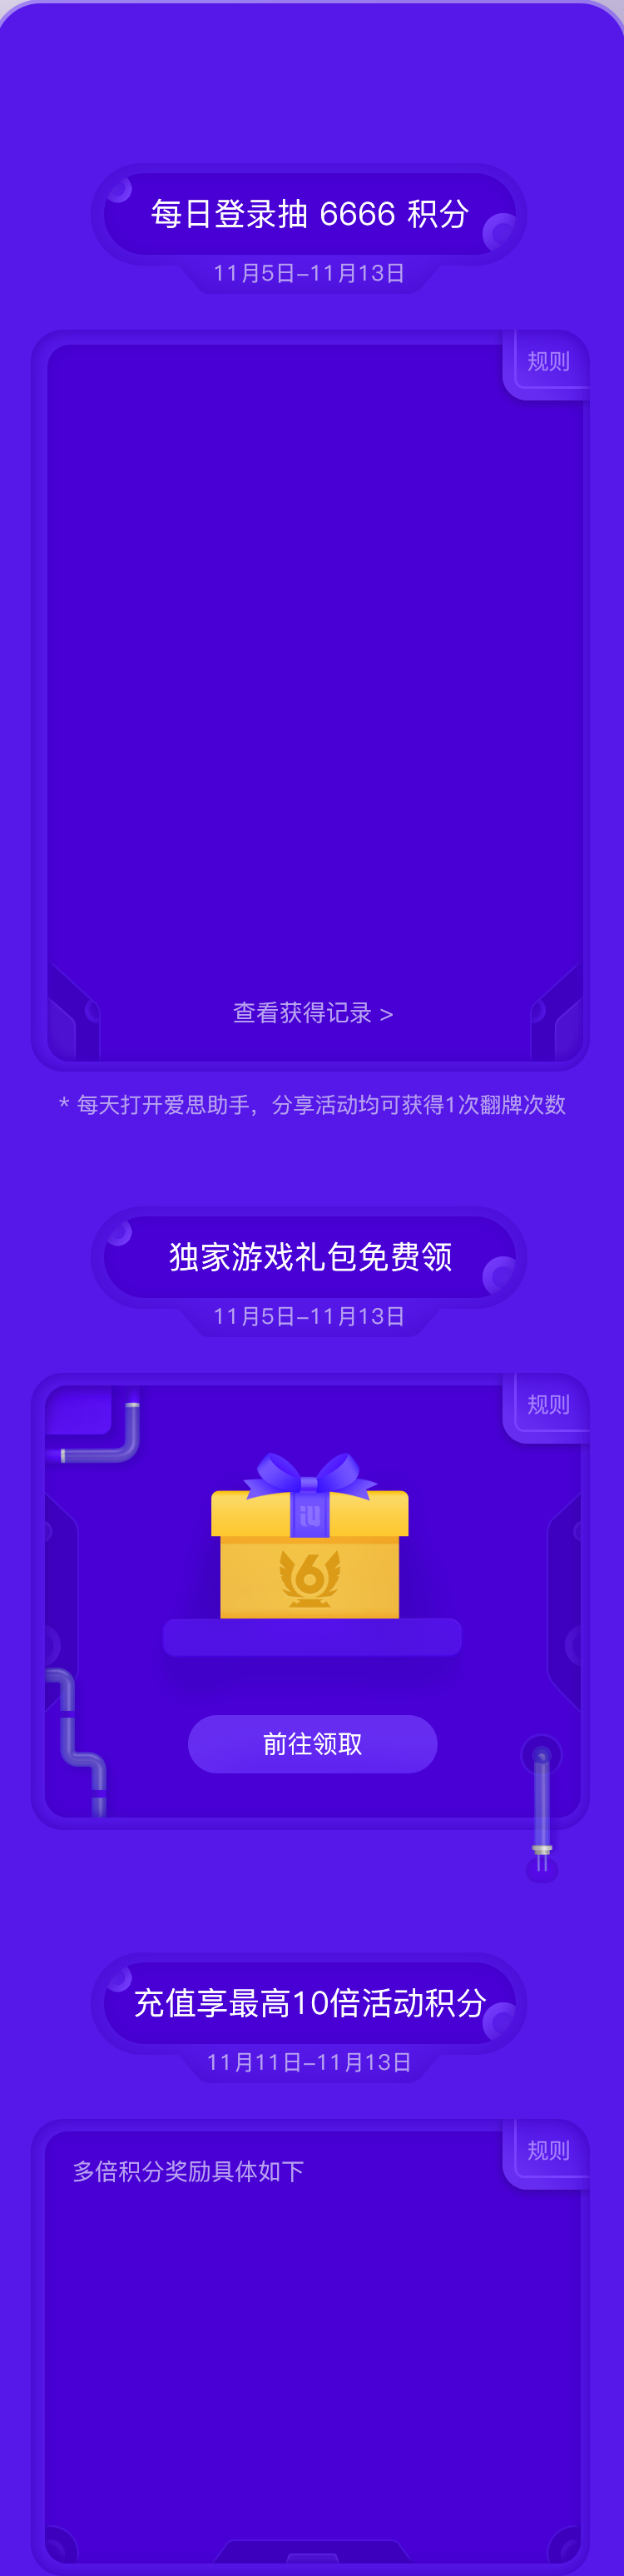 每日登录抽 6666 积分
11月5日-11月13日
规则
查看获得记录 >
* 每天打开爱思助手，分享活动均可获得1次翻牌次数
独家游戏礼包免费领
11月5日-11月13日
规则
iU
6
前往领取
充值享最高10倍活动积分
11月11日-11月13日
规则
多倍积分奖励具体如下